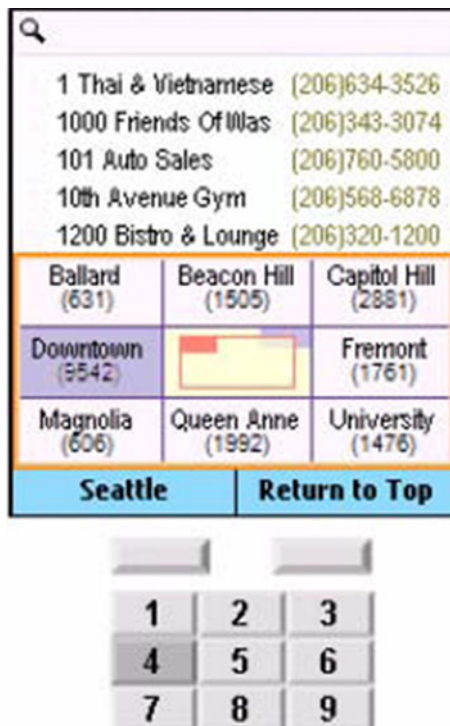 1 Thai & Vietnamese (206)634-3526
1000 Friends Of Was (206)343-3074
101 Auto Sales (206)760-5800
10th Avenue Gym (206)568-6878
1200 Bistro & Lounge (206)320-1200
Ballard Beacon Hill Capitol Hill
(631) (1505) (2881)
Downtown Fremont
(9542) (1761)
Magnolia Queen Anne University
(606) (1992) (1476)
Seattle Return to Top
1 2 3
4 5 6
7 8 9